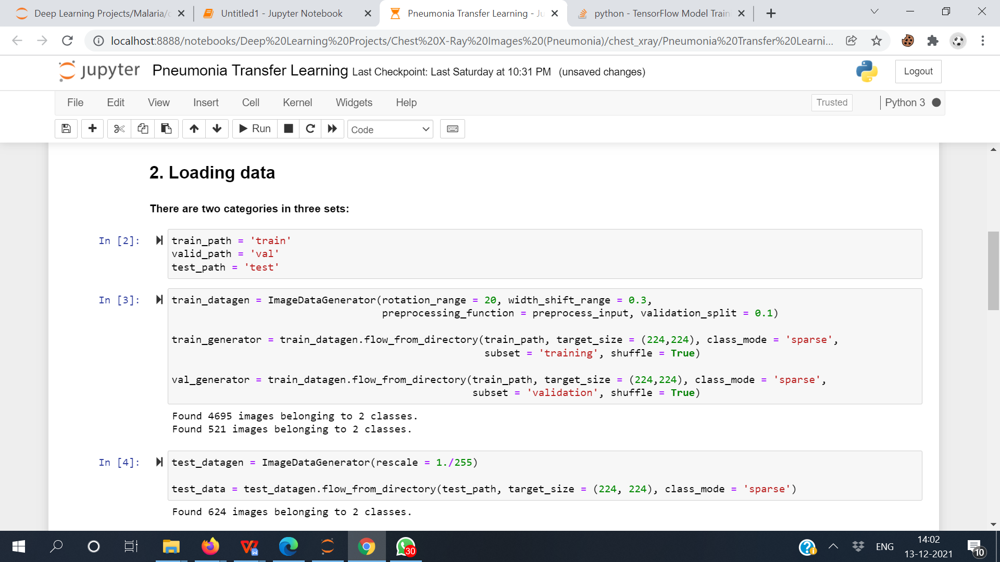 Deep Learning Projects/Malaria/c
Untitled1 - Jupyter Notebook
Pneumonia Transfer Learning - Ju
python - TensorFlow Model Traini
localhost:8888/notebooks/Deep%20Learning%20Projects/Chest%20X-Ray%20Images%20(Pneumonia)/chest_xray/Pneumonia%20Transfer%20Learni...
jupyter Pneumonia Transfer Learning Last Checkpoint: Last Saturday at 10:31 PM (unsaved changes)
Logout
File Edit View Insert Cell Kernel Widgets Help
Trusted
Python 3
Run
Code
2. Loading data
There are two categories in three sets:
In [2]:
train_path = 'train'
valid_path = 'val'
test_path = 'test'
In [3]:
train_datagen = ImageDataGenerator(rotation_range = 20, width_shift_range = 0.3,
preprocessing_function = preprocess_input, validation_split = 0.1)
train_generator = train_datagen.flow_from_directory(train_path, target_size = (224,224), class_mode = 'sparse',
subset = 'training', shuffle = True)
val_generator = train_datagen.flow_from_directory(train_path, target_size = (224,224), class_mode = 'sparse',
subset = 'validation', shuffle = True)
Found 4695 images belonging to 2 classes.
Found 521 images belonging to 2 classes.
In [4]:
test_datagen = ImageDataGenerator(rescale = 1./255)
test_data = test_datagen.flow_from_directory(test_path, target_size = (224, 224), class_mode = 'sparse')
Found 624 images belonging to 2 classes.
30
ENG
14:02
13-12-2021
10